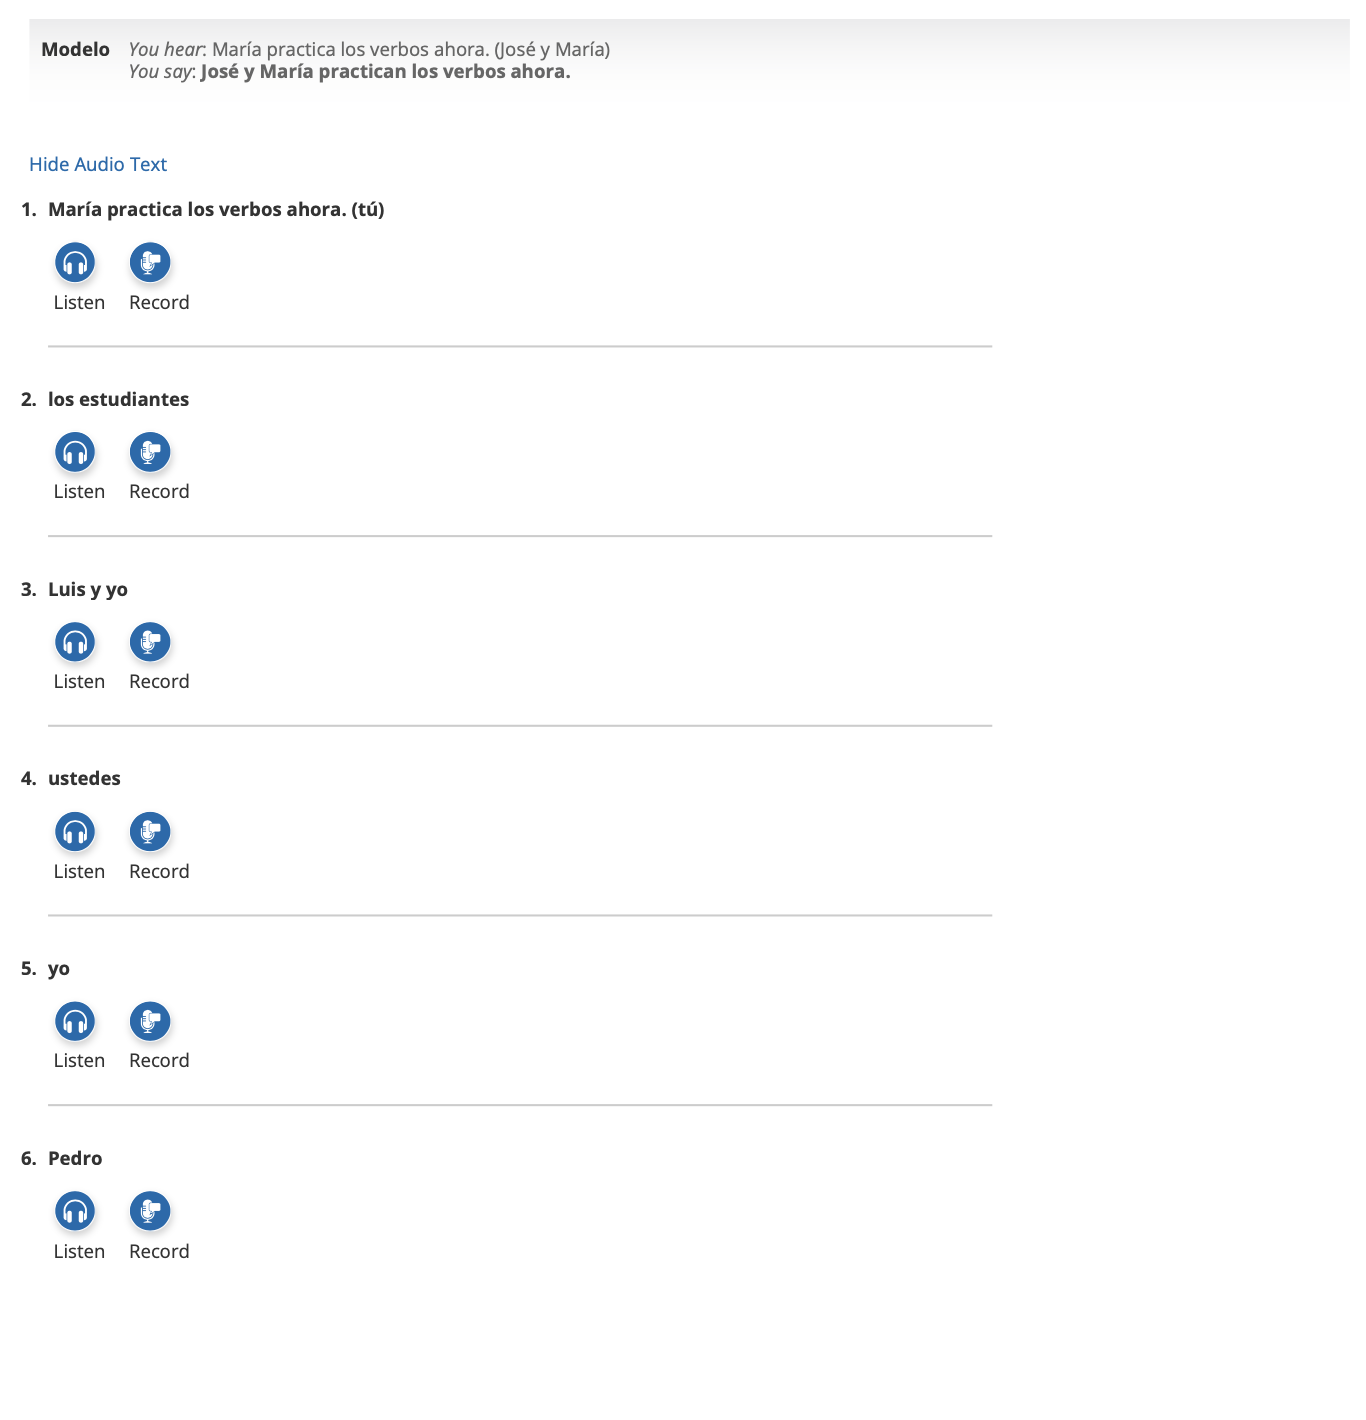 Modelo You hear: María practica los verbos ahora. (José y María)
You say: José y María practican los verbos ahora.
Hide Audio Text
1. María practica los verbos ahora. (tú)
Listen Record
2. los estudiantes
Listen Record
3. Luis y yo
Listen Record
4. ustedes
Listen Record
5. yo
Listen Record
6. Pedro
Listen Record